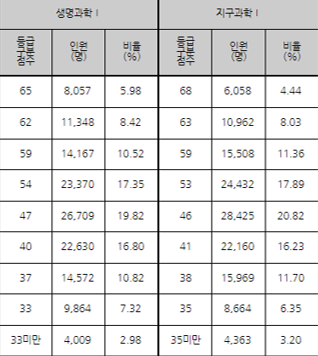 생명과학 Ⅰ 지구과학 Ⅰ
등급 구분 점수 인원 (명) 비율 (%) 등급 구분 점수 인원 (명) 비율 (%)
65 8,057 5.98 68 6,058 4.44
62 11,348 8.42 63 10,962 8.03
59 14,167 10.52 59 15,508 11.36
54 23,370 17.35 53 24,432 17.89
47 26,709 19.82 46 28,425 20.82
40 22,630 16.80 41 22,160 16.23
37 14,572 10.82 38 15,969 11.70
33 9,864 7.32 35 8,664 6.35
33미만 4,009 2.98 35미만 4,363 3.20